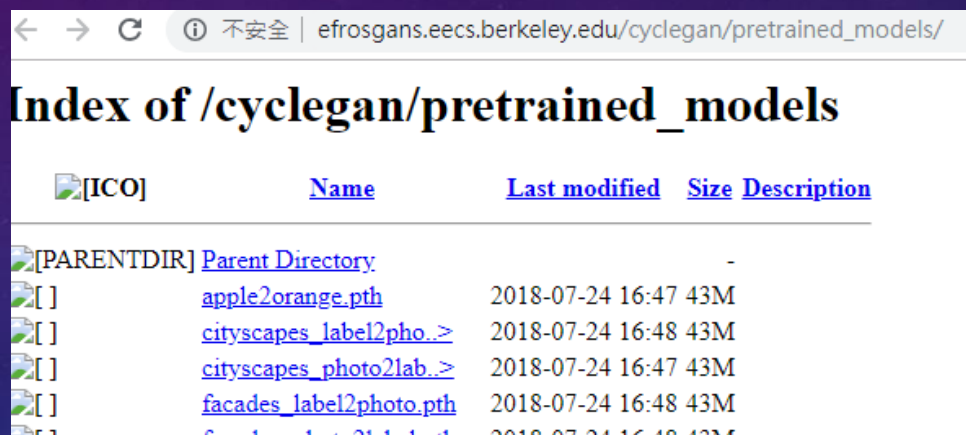 不安全 | efrosgans.eecs.berkeley.edu/cyclegan/pretrained_models/
Index of /cyclegan/pretrained_models
[ICO] Name Last modified Size Description
[PARENTDIR] Parent Directory -
[ ] apple2orange.pth 2018-07-24 16:47 43M
[ ] cityscapes_label2pho..> 2018-07-24 16:48 43M
[ ] cityscapes_photo2lab..> 2018-07-24 16:47 43M
[ ] facades_label2photo.pth 2018-07-24 16:48 43M